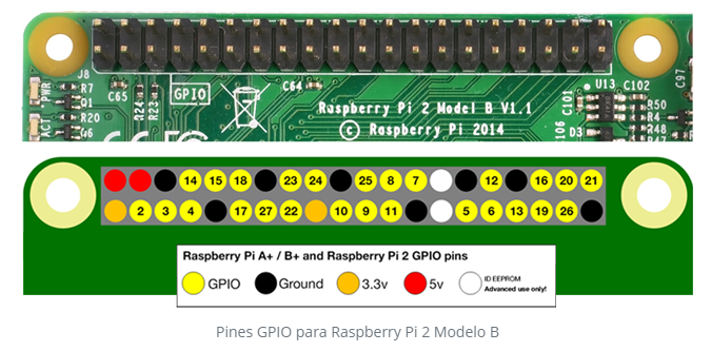 J8
PWR
R7
Q1
C65
R24
R23
GPIO
C64
U13
C102
C97
C101
R50
R4
R48
R47
ACT
R20
Q6
Raspberry Pi 2 Model B V1.1
© Raspberry Pi 2014
D3
14 15 18 23 24 25 8 7 12 16 20 21
2 3 4 17 27 22 10 9 11 5 6 13 19 26
Raspberry Pi A+ / B+ and Raspberry Pi 2 GPIO pins
GPIO Ground 3.3v 5v
ID EEPROM
Advanced use only!
Pines GPIO para Raspberry Pi 2 Modelo B